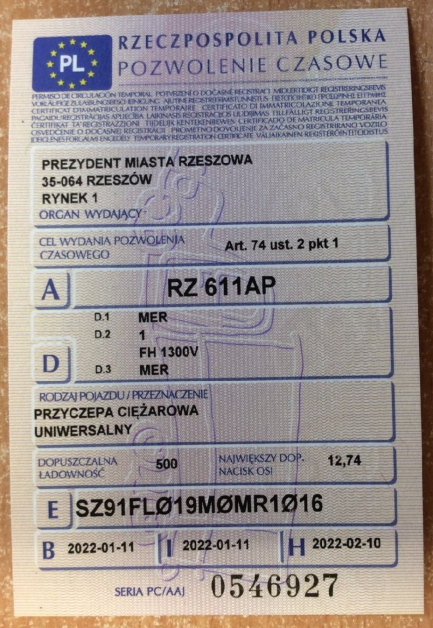 PL
RZECZPOSPOLITA POLSKA
POZWOLENIE CZASOWE
PREZYDENT MIASTA RZESZOWA
35-064 RZESZÓW
RYNEK 1
ORGAN WYDAJĄCY
CEL WYDANIA POZWOLENIA CZASOWEGO Art. 74 ust. 2 pkt 1
A RZ 611AP
D.1 MER
D.2 1
FH 1300V
D
D.3 MER
RODZAJ POJAZDU / PRZEZNACZENIE
PRZYCZEPA CIĘŻAROWA
UNIWERSALNY
DOPUSZCZALNA ŁADOWNOŚĆ 500 NAJWIĘKSZY DOP. NACISK OSI 12,74
E SZ91FLØ19MØMR1Ø16
B 2022-01-11 I 2022-01-11 H 2022-02-10
SERIA PC/AAJ 0546927